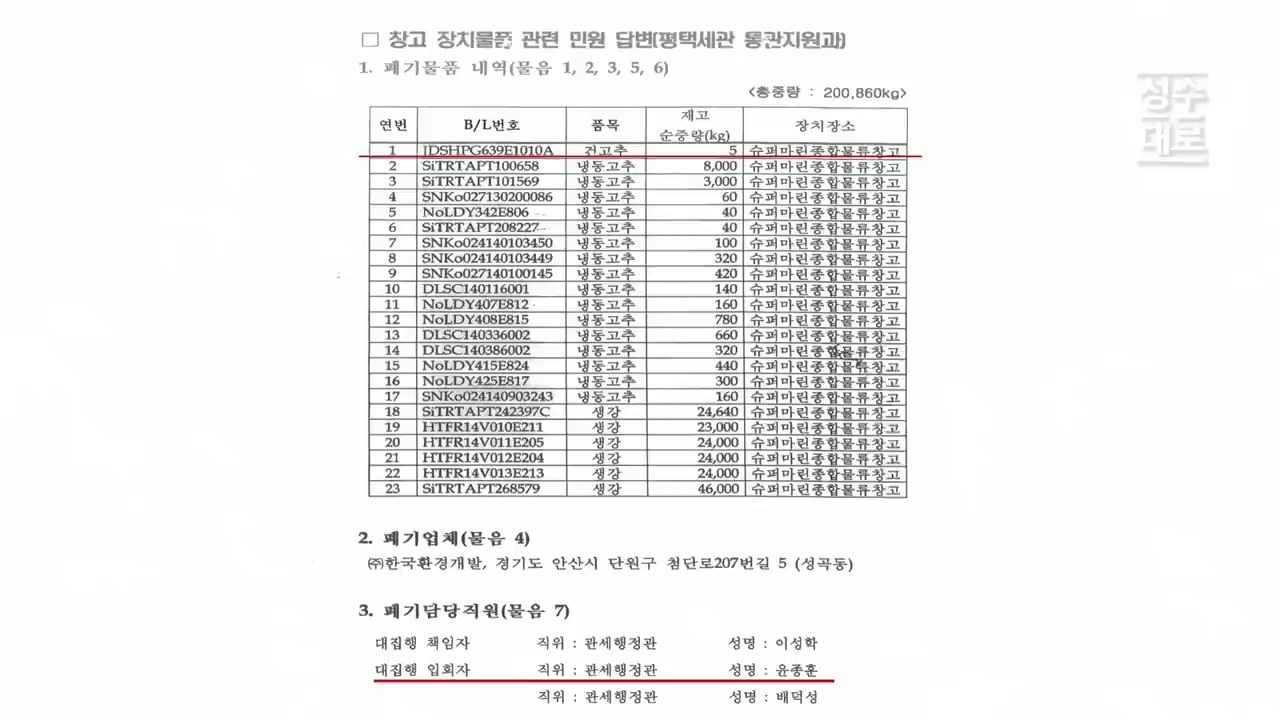 □ 창고 장치물품 관련 민원 답변(평택세관 통관지원과)
1. 폐기물품 내역(물음 1, 2, 3, 5, 6)
<총중량 : 200,860kg>
연번 B/L번호 품목 재고 순중량(kg) 장치장소
1 JDSHPG639E1010A 건고추 5 슈퍼마린종합물류창고
2 SiTRTAPT100658 냉동고추 8,000 슈퍼마린종합물류창고
3 SiTRTAPT101569 냉동고추 3,000 슈퍼마린종합물류창고
4 SNKo027130200086 냉동고추 60 슈퍼마린종합물류창고
5 NoLDY342E806 냉동고추 40 슈퍼마린종합물류창고
6 SiTRTAPT208227 냉동고추 40 슈퍼마린종합물류창고
7 SNKo024140103450 냉동고추 100 슈퍼마린종합물류창고
8 SNKo024140103449 냉동고추 320 슈퍼마린종합물류창고
9 SNKo027140100145 냉동고추 420 슈퍼마린종합물류창고
10 DLSC140116001 냉동고추 140 슈퍼마린종합물류창고
11 NoLDY407E812 냉동고추 160 슈퍼마린종합물류창고
12 NoLDY408E815 냉동고추 780 슈퍼마린종합물류창고
13 DLSC140336002 냉동고추 660 슈퍼마린종합물류창고
14 DLSC140386002 냉동고추 320 슈퍼마린종합물류창고
15 NoLDY415E824 냉동고추 440 슈퍼마린종합물류창고
16 NoLDY425E817 냉동고추 300 슈퍼마린종합물류창고
17 SNKo024140903243 냉동고추 160 슈퍼마린종합물류창고
18 SiTRTAPT242397C 생강 24,640 슈퍼마린종합물류창고
19 HTFR14V010E211 생강 23,000 슈퍼마린종합물류창고
20 HTFR14V011E205 생강 24,000 슈퍼마린종합물류창고
21 HTFR14V012E204 생강 24,000 슈퍼마린종합물류창고
22 HTFR14V013E213 생강 24,000 슈퍼마린종합물류창고
23 SiTRTAPT268579 생강 46,000 슈퍼마린종합물류창고
2. 폐기업체(물음 4)
㈜한국환경개발, 경기도 안산시 단원구 첨단로207번길 5 (성곡동)
3. 폐기담당직원(물음 7)
대집행 책임자 직위 : 관세행정관 성명 : 이성학
대집행 입회자 직위 : 관세행정관 성명 : 윤종훈
직위 : 관세행정관 성명 : 배덕성
성수
대로